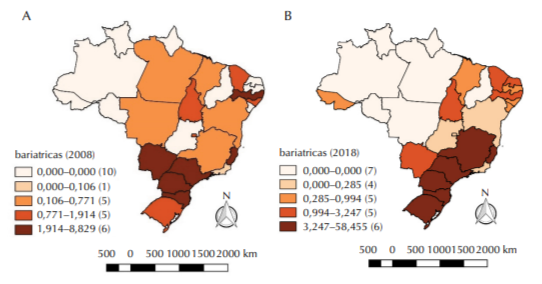 A
bariatricas (2008)
0,000–0,000 (10)
0,000–0,106 (1)
0,106–0,771 (5)
0,771–1,914 (5)
1,914–8,829 (6)
N
500 0 500 1000 1500 2000 km
B
bariatricas (2018)
0,000–0,000 (7)
0,000–0,285 (4)
0,285–0,994 (5)
0,994–3,247 (5)
3,247–58,455 (6)
N
500 0 500 1000 1500 2000 km